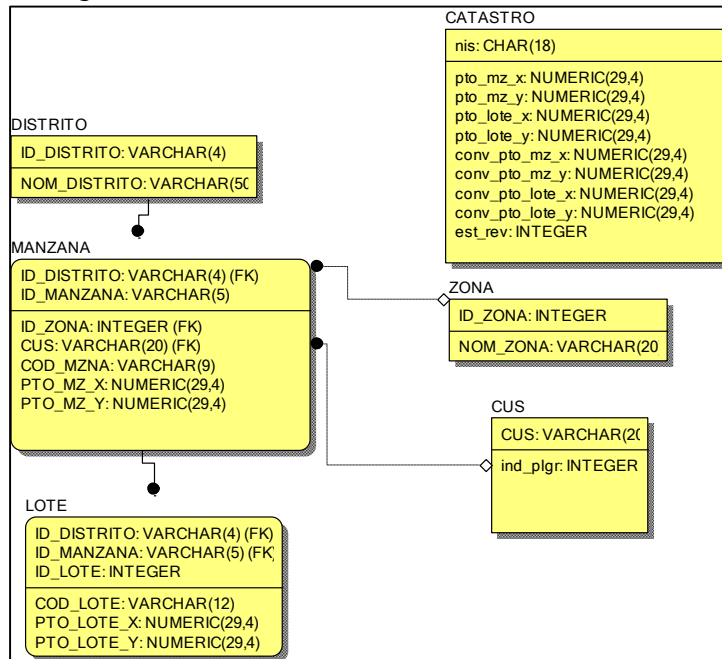 CATASTRO
nis: CHAR(18)
pto_mz_x: NUMERIC(29,4)
pto_mz_y: NUMERIC(29,4)
pto_lote_x: NUMERIC(29,4)
pto_lote_y: NUMERIC(29,4)
conv_pto_mz_x: NUMERIC(29,4)
conv_pto_mz_y: NUMERIC(29,4)
conv_pto_lote_x: NUMERIC(29,4)
conv_pto_lote_y: NUMERIC(29,4)
est_rev: INTEGER
DISTRITO
ID_DISTRITO: VARCHAR(4)
NOM_DISTRITO: VARCHAR(50
MANZANA
ID_DISTRITO: VARCHAR(4) (FK)
ID_MANZANA: VARCHAR(5)
ID_ZONA: INTEGER (FK)
CUS: VARCHAR(20) (FK)
COD_MZNA: VARCHAR(9)
PTO_MZ_X: NUMERIC(29,4)
PTO_MZ_Y: NUMERIC(29,4)
ZONA
ID_ZONA: INTEGER
NOM_ZONA: VARCHAR(20
CUS
CUS: VARCHAR(20
ind_plgr: INTEGER
LOTE
ID_DISTRITO: VARCHAR(4) (FK)
ID_MANZANA: VARCHAR(5) (FK)
ID_LOTE: INTEGER
COD_LOTE: VARCHAR(12)
PTO_LOTE_X: NUMERIC(29,4)
PTO_LOTE_Y: NUMERIC(29,4)